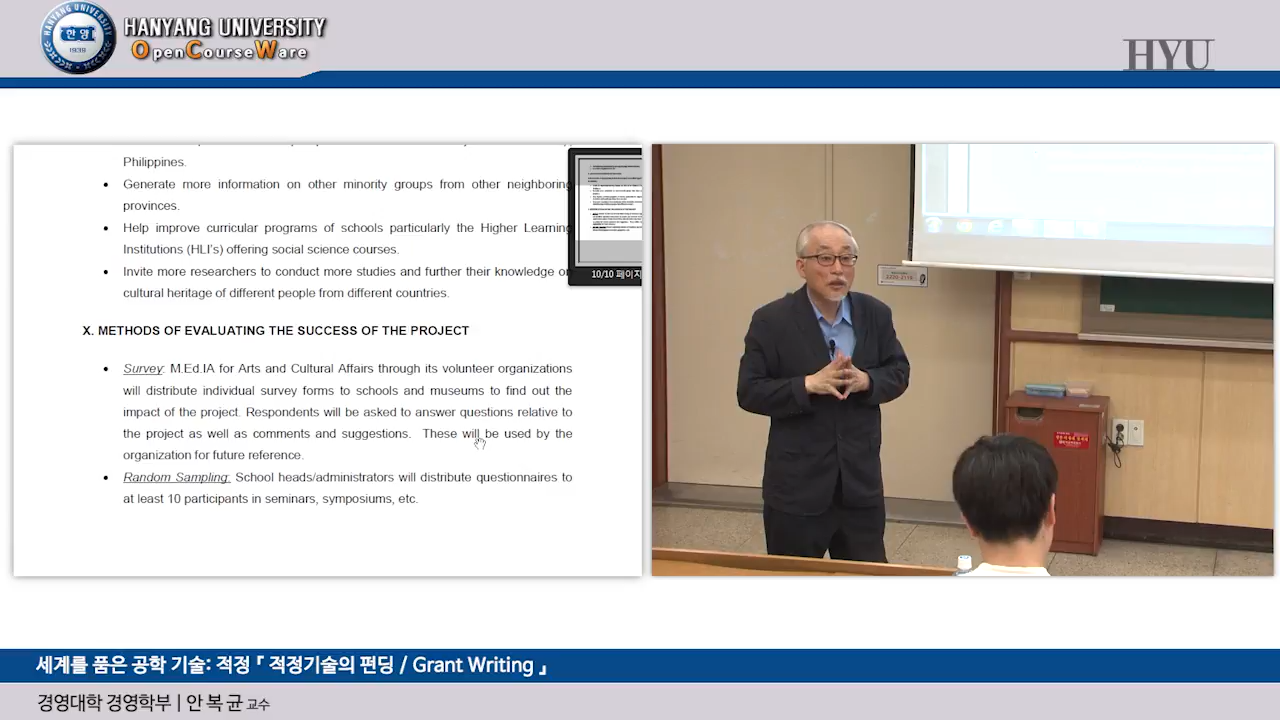 HANYANG UNIVERSITY
OpenCourseWare
한양
1939
HYU
Philippines.
• Generate more information on other minority groups from other neighboring
provinces.
• Help improve curricular programs of schools particularly the Higher Learning
Institutions (HLI's) offering social science courses.
• Invite more researchers to conduct more studies and further their knowledge on
cultural heritage of different people from different countries.
10/10 페이지
X. METHODS OF EVALUATING THE SUCCESS OF THE PROJECT
• Survey: M.Ed.IA for Arts and Cultural Affairs through its volunteer organizations
will distribute individual survey forms to schools and museums to find out the
impact of the project. Respondents will be asked to answer questions relative to
the project as well as comments and suggestions. These will be used by the
organization for future reference.
• Random Sampling: School heads/administrators will distribute questionnaires to
at least 10 participants in seminars, symposiums, etc.
세계를 품은 공학 기술: 적정 「 적정기술의 펀딩 / Grant Writing 」
경영대학 경영학부 | 안 복 균 교수